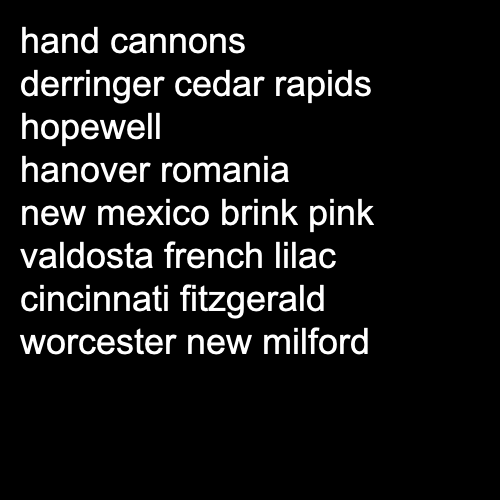 hand cannons
derringer cedar rapids
hopewell
hanover romania
new mexico brink pink
valdosta french lilac
cincinnati fitzgerald
worcester new milford